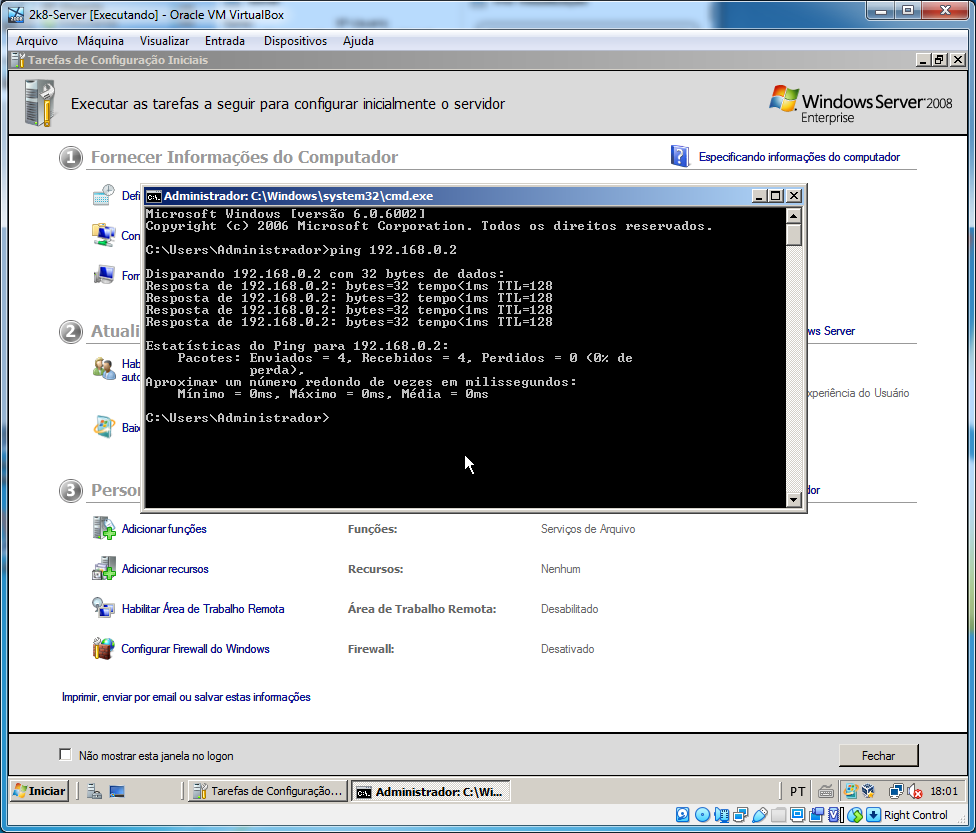 2k8-Server [Executando] - Oracle VM VirtualBox
Arquivo Máquina Visualizar Entrada Dispositivos Ajuda
Tarefas de Configuração Iniciais
Executar as tarefas a seguir para configurar inicialmente o servidor
Windows Server 2008
Enterprise
1 Fornecer Informações do Computador
Especificando informações do computador
Defi
Con
Forn
2 Atuali
ws Server
Hab
auto
xperiência do Usuário
Baix
3 Person
dor
Administrador: C:\Windows\system32\cmd.exe
Microsoft Windows [versão 6.0.6002]
Copyright (c) 2006 Microsoft Corporation. Todos os direitos reservados.
C:\Users\Administrador>ping 192.168.0.2
Disparando 192.168.0.2 com 32 bytes de dados:
Resposta de 192.168.0.2: bytes=32 tempo<1ms TTL=128
Resposta de 192.168.0.2: bytes=32 tempo<1ms TTL=128
Resposta de 192.168.0.2: bytes=32 tempo<1ms TTL=128
Resposta de 192.168.0.2: bytes=32 tempo<1ms TTL=128
Estatísticas do Ping para 192.168.0.2:
Pacotes: Enviados = 4, Recebidos = 4, Perdidos = 0 (0% de
perda),
Aproximar um número redondo de vezes em milissegundos:
Mínimo = 0ms, Máximo = 0ms, Média = 0ms
C:\Users\Administrador>
Adicionar funções Funções: Serviços de Arquivo
Adicionar recursos Recursos: Nenhum
Habilitar Área de Trabalho Remota Área de Trabalho Remota: Desabilitado
Configurar Firewall do Windows Firewall: Desativado
Imprimir, enviar por email ou salvar estas informações
Não mostrar esta janela no logon
Fechar
Iniciar Tarefas de Configuração... Administrador: C:\Wi... PT 18:01
Right Control